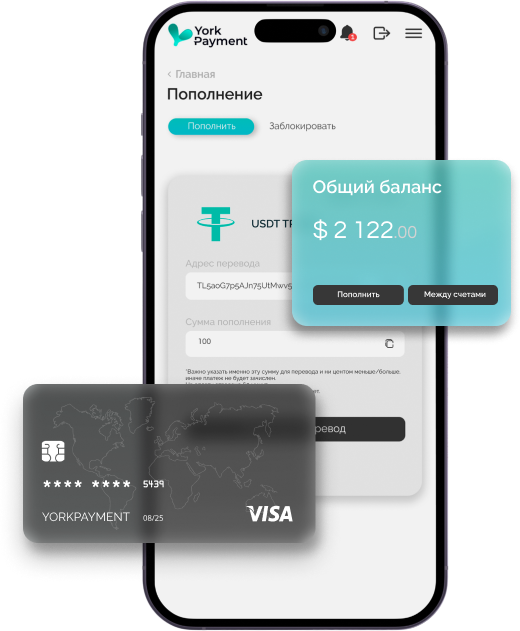 York
Payment
1
Главная
Пополнение
Пополнить
Заблокировать
Общий баланс
$ 2 122.00
Пополнить
Между счетами
USDT
Адрес перевода
TL5aoG7p5AJn75UtMwv5
Сумма пополнения
100
*Важно указать именно эту сумму для перевода и ни центом меньше/больше,
иначе платеж не будет зачислен.
**** **** 5439
YORKPAYMENT 08/25
VISA